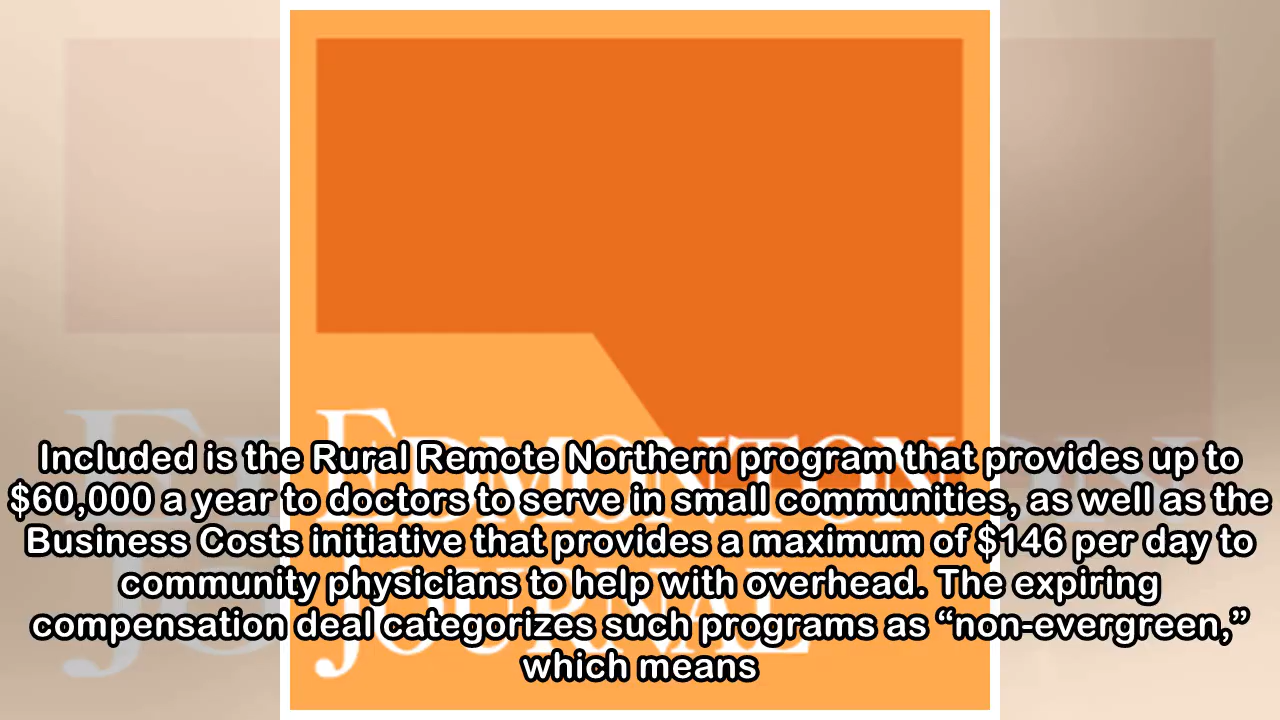 Included is the Rural Remote Northern program that provides up to
$60,000 a year to doctors to serve in small communities, as well as the
Business Costs initiative that provides a maximum of $146 per day to
community physicians to help with overhead. The expiring
compensation deal categorizes such programs as “non-evergreen,”
which means
EDMONTON
JOURNAL